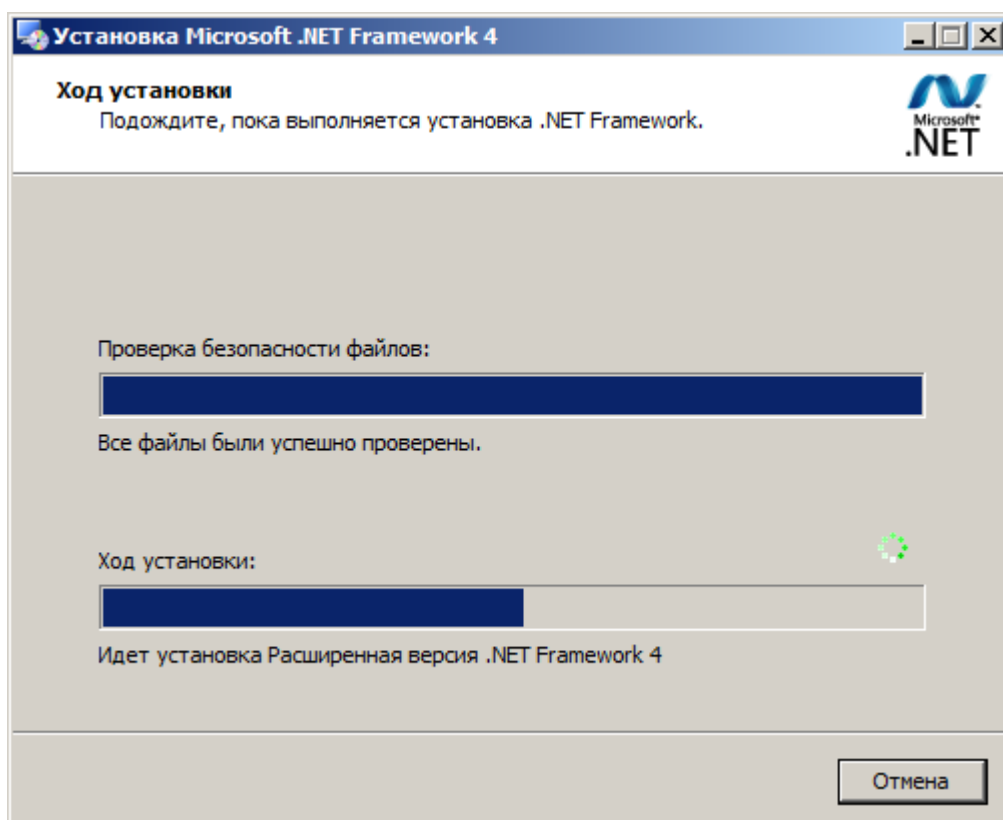 Установка Microsoft .NET Framework 4
Ход установки
Подождите, пока выполняется установка .NET Framework.
Microsoft®
.NET
Проверка безопасности файлов:
Все файлы были успешно проверены.
Ход установки:
Идет установка Расширенная версия .NET Framework 4
Отмена